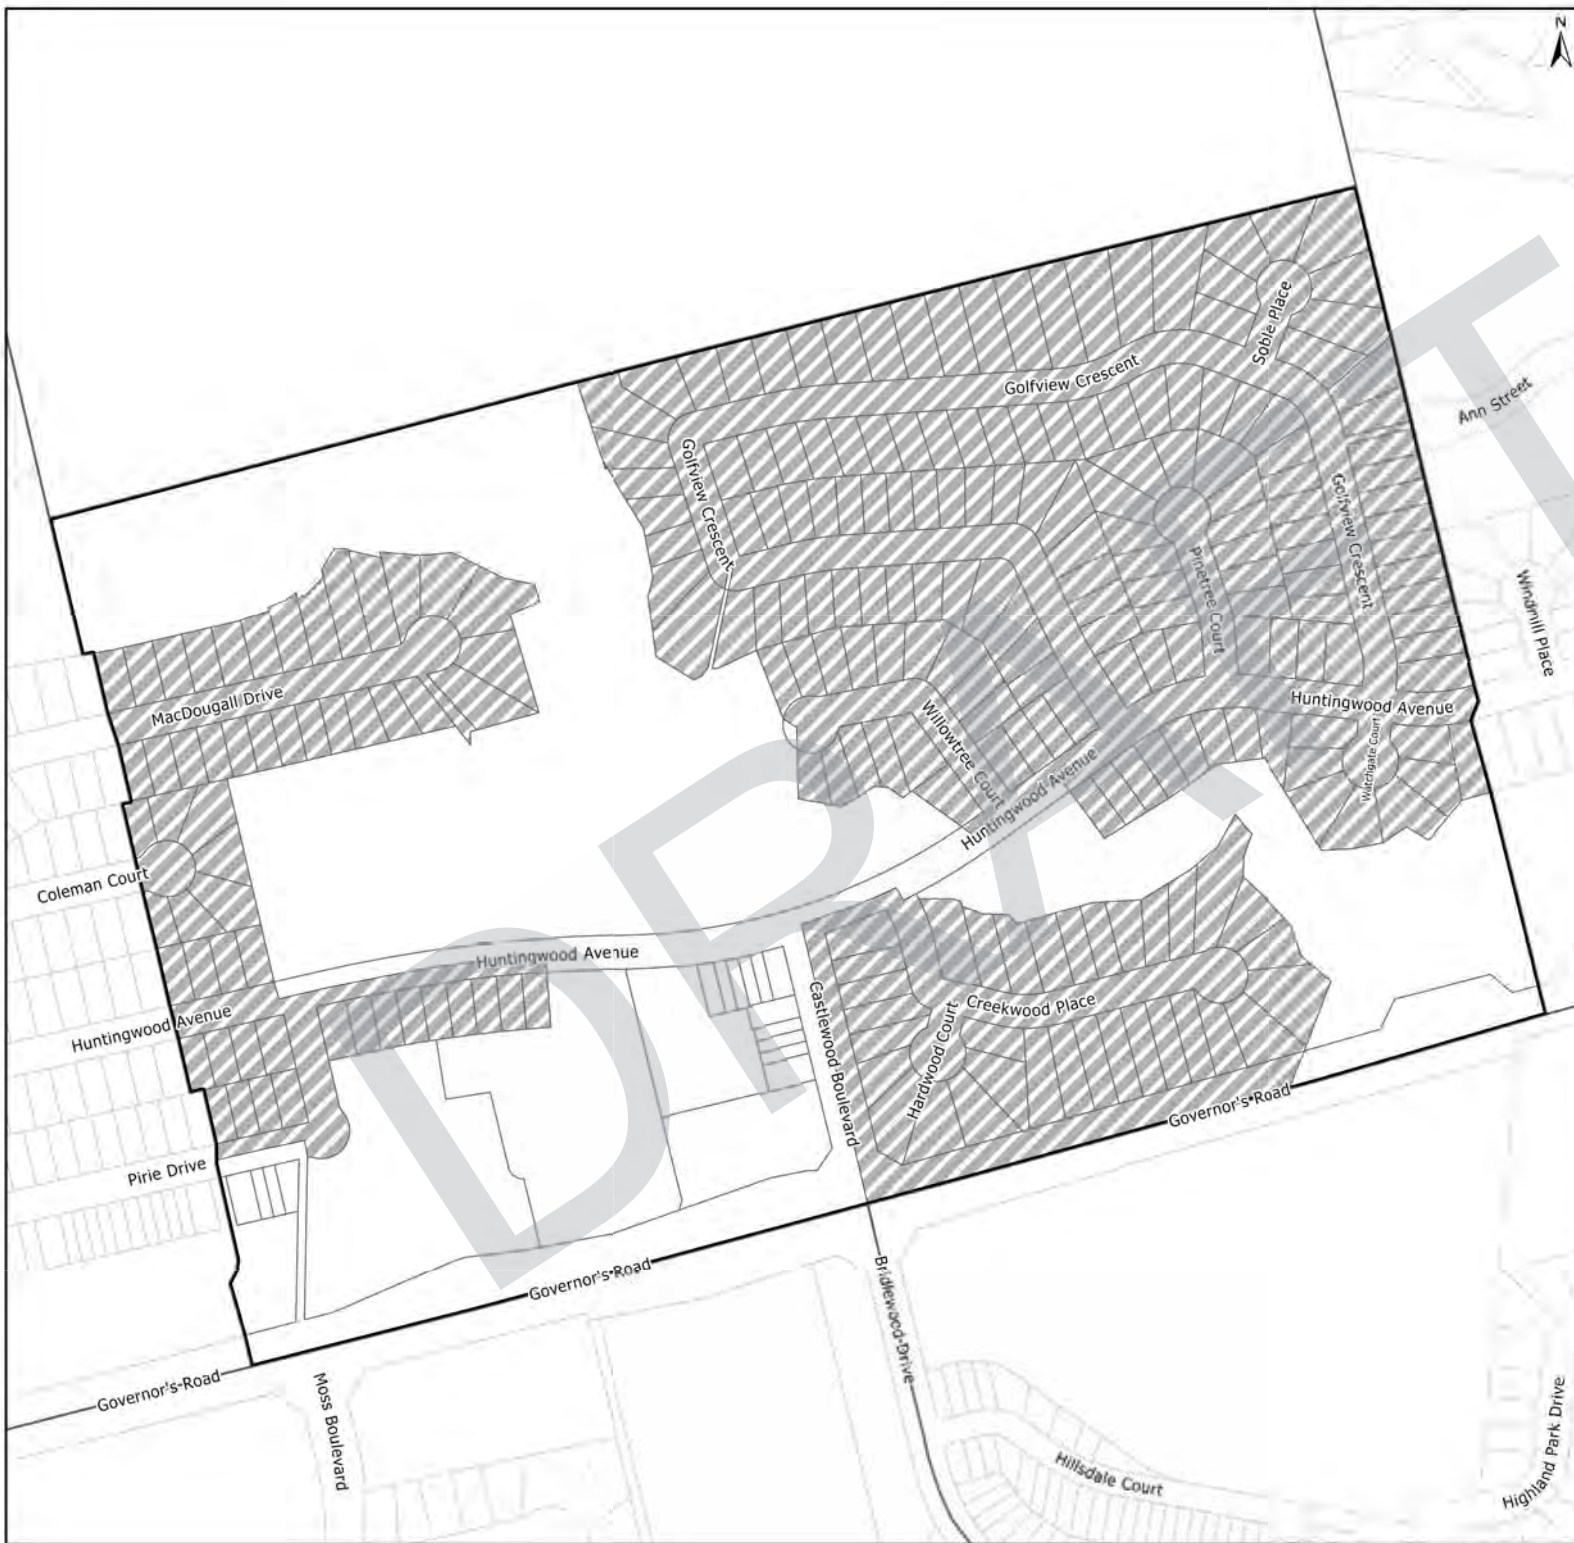 N
Soble Place
Golfview Crescent
Ann Street
Golfview Crescent
Golfview Crescent
Pinetree Court
Windmill Place
MacDougall Drive
Huntingwood Avenue
Willowtree Court
Watchgate Court
Huntingwood Avenue
Coleman Court
Huntingwood Avenue
Castlewood Boulevard
Creekwood Place
Hardwood Court
Huntingwood Avenue
Governor's Road
Pirie Drive
Governor's Road
Bridlewood Drive
Governor's Road
Moss Boulevard
Hillsdale Court
Highland Park Drive
DRAFT